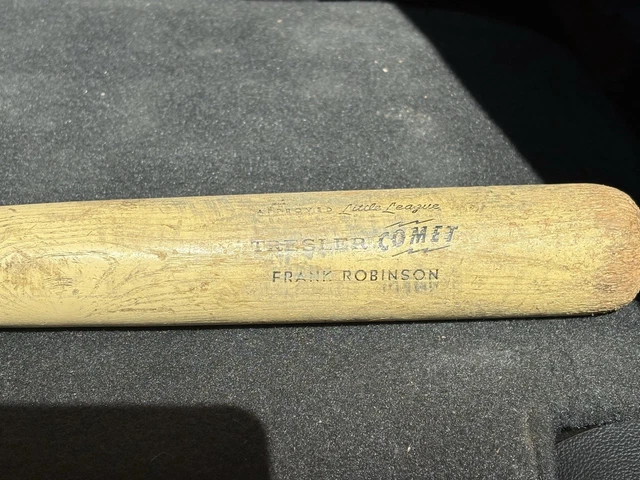 APPROVED Little League
TRESLER COMET
FRANK ROBINSON